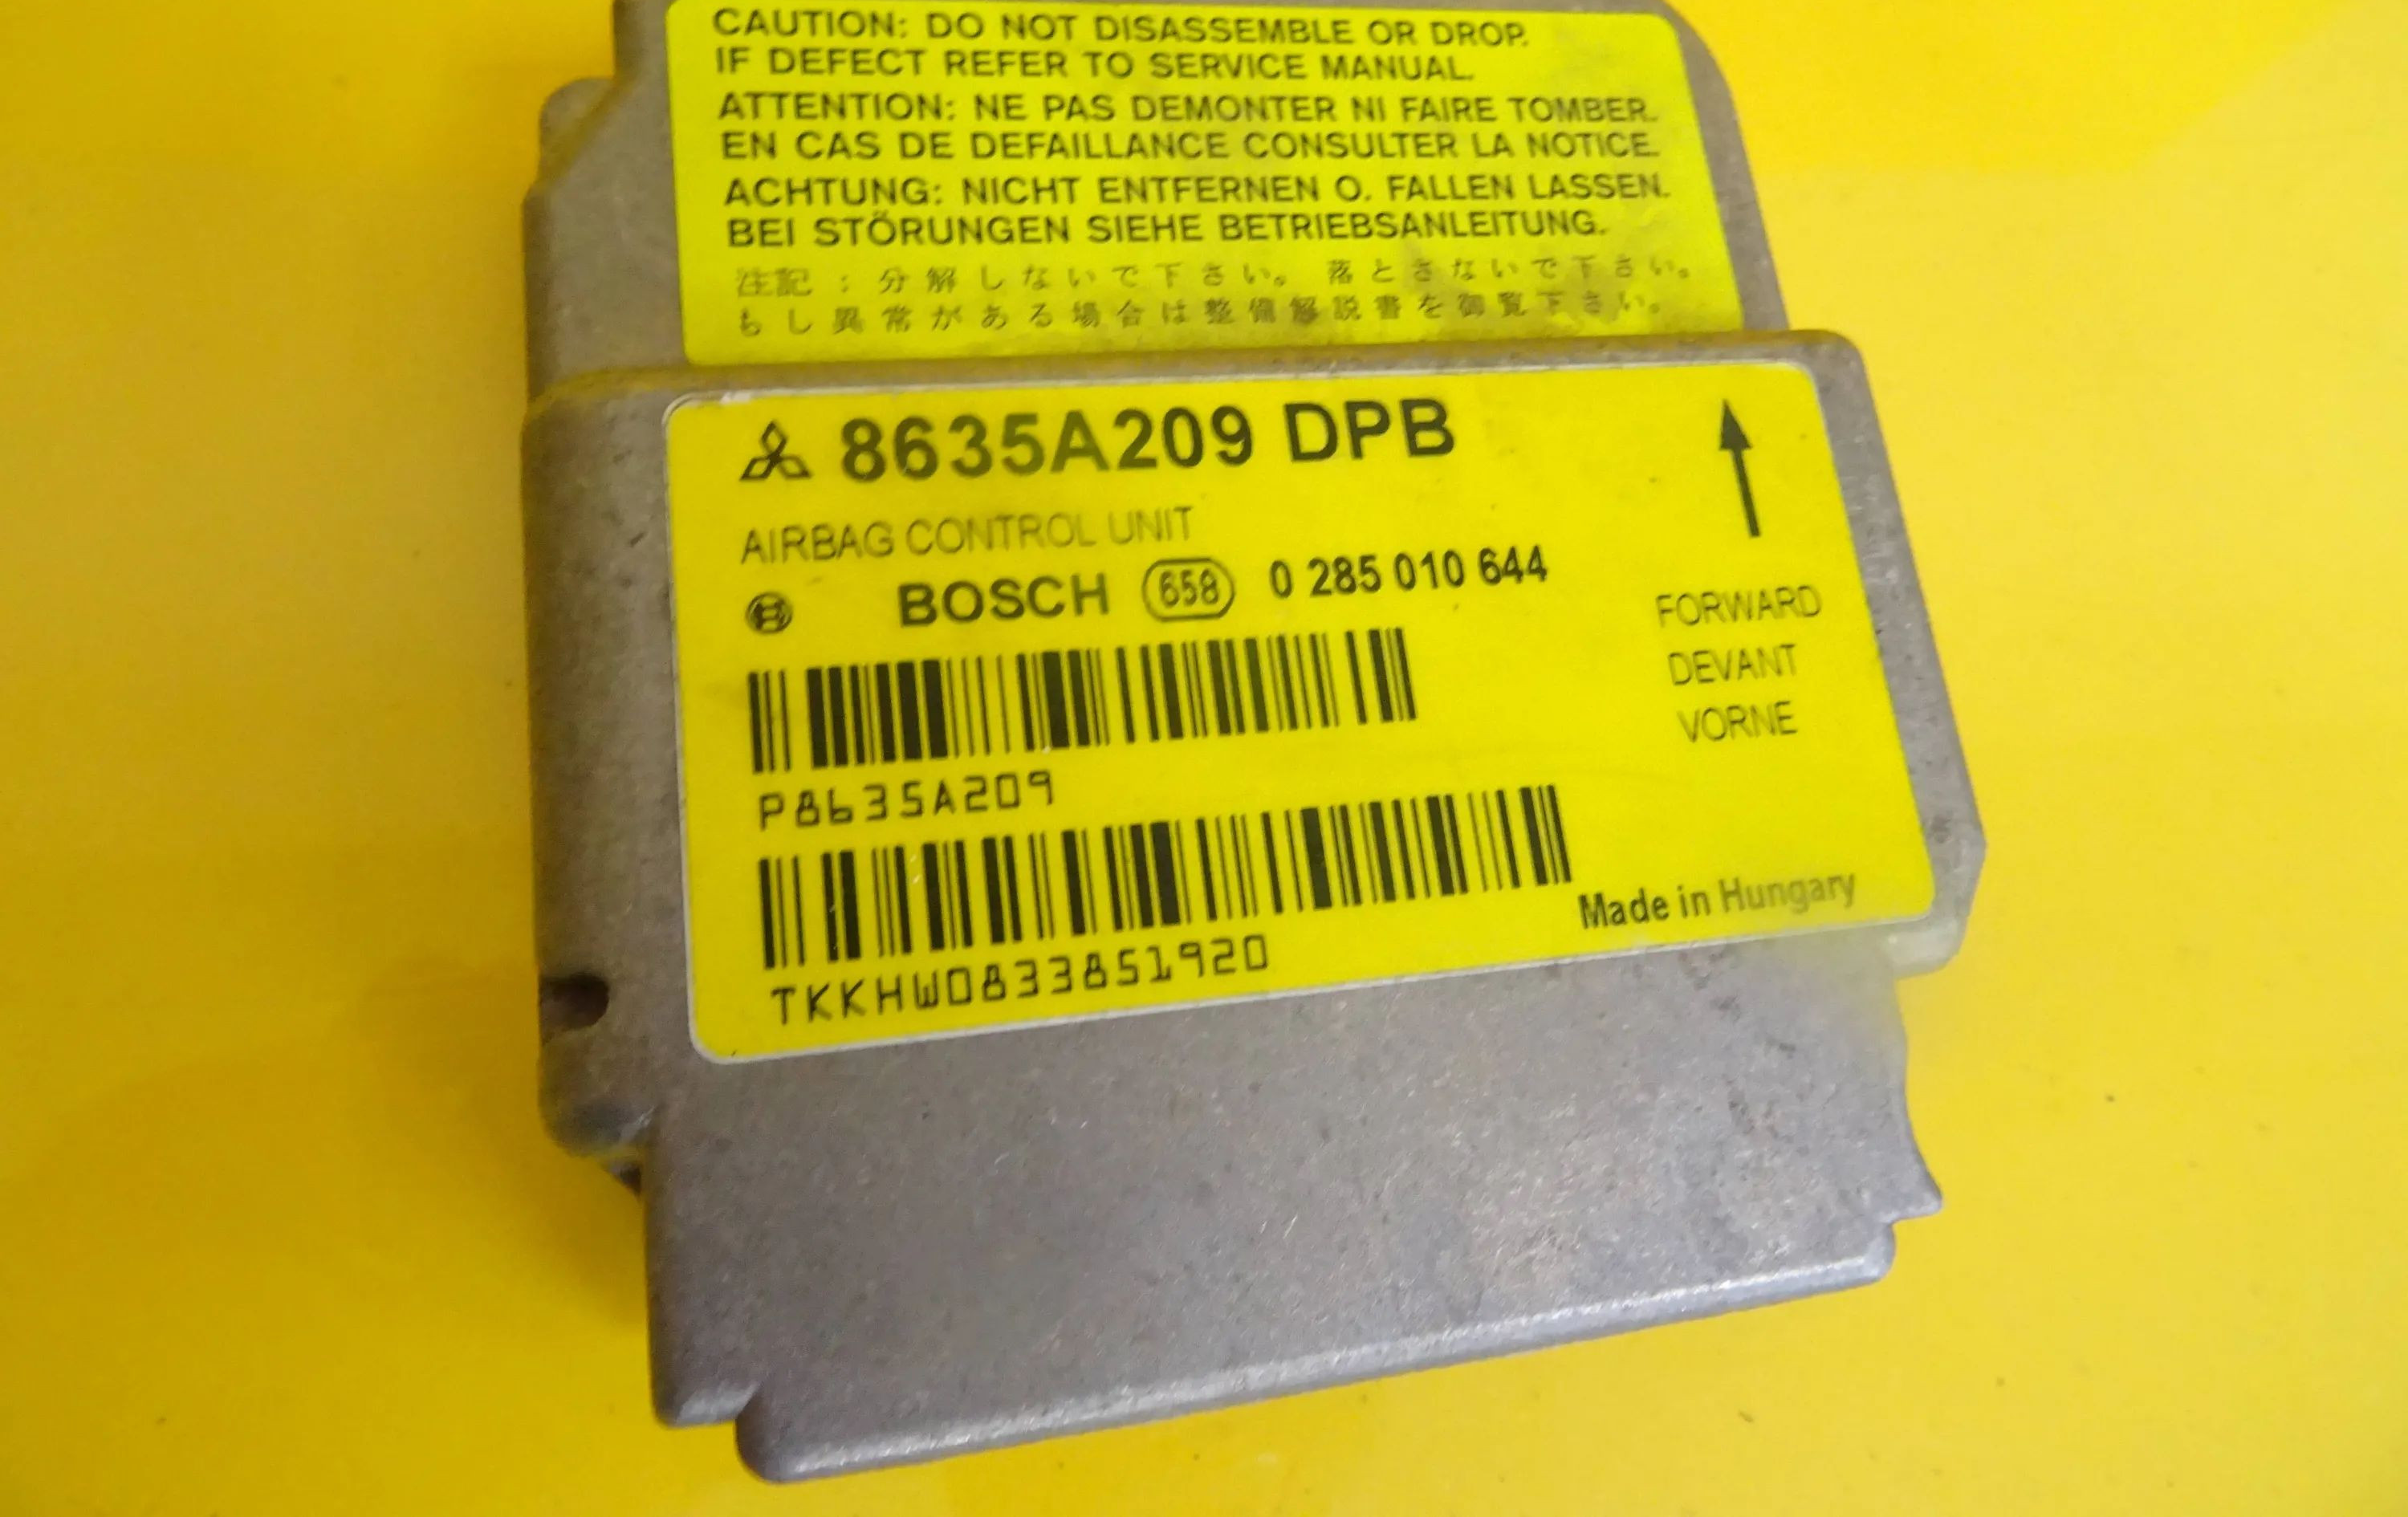 CAUTION: DO NOT DISASSEMBLE OR DROP.
IF DEFECT REFER TO SERVICE MANUAL.
ATTENTION: NE PAS DEMONTER NI FAIRE TOMBER.
EN CAS DE DEFAILLANCE CONSULTER LA NOTICE.
ACHTUNG: NICHT ENTFERNEN O. FALLEN LASSEN.
BEI STÖRUNGEN SIEHE BETRIEBSANLEITUNG.
注記：分解しないで下さい。 落とさないで下さい。
もし異常がある場合は整備解説書を御覧下さい。
8635A209 DPB
AIRBAG CONTROL UNIT
BOSCH 658 0 285 010 644
FORWARD
DEVANT
VORNE
P8635A209
Made in Hungary
TKKHW0833851920